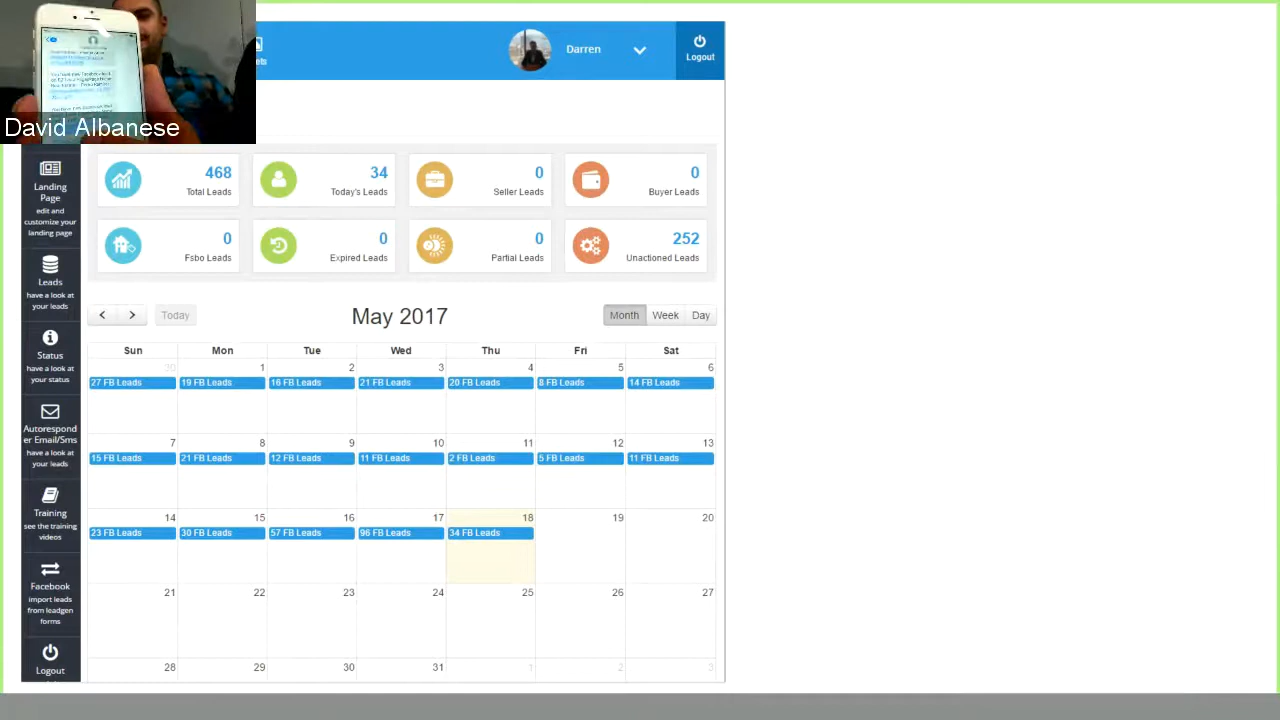 Darren
Logout
ets
David Albanese
Landing
Page
edit and
customize your
landing page
Leads
have a look at
your leads
Status
have a look at
your status
Autorespond
er Email/Sms
have a look at
your leads
Training
see the training
videos
Facebook
import leads
from leadgen
forms
Logout
468
Total Leads
34
Today's Leads
0
Seller Leads
0
Buyer Leads
0
Fsbo Leads
0
Expired Leads
0
Partial Leads
252
Unactioned Leads
Today
May 2017
Month Week Day
Sun Mon Tue Wed Thu Fri Sat
30 1 2 3 4 5 6
27 FB Leads 19 FB Leads 16 FB Leads 21 FB Leads 20 FB Leads 8 FB Leads 14 FB Leads
7 8 9 10 11 12 13
15 FB Leads 21 FB Leads 12 FB Leads 11 FB Leads 2 FB Leads 5 FB Leads 11 FB Leads
14 15 16 17 18 19 20
23 FB Leads 30 FB Leads 57 FB Leads 96 FB Leads 34 FB Leads
21 22 23 24 25 26 27
28 29 30 31 1 2 3